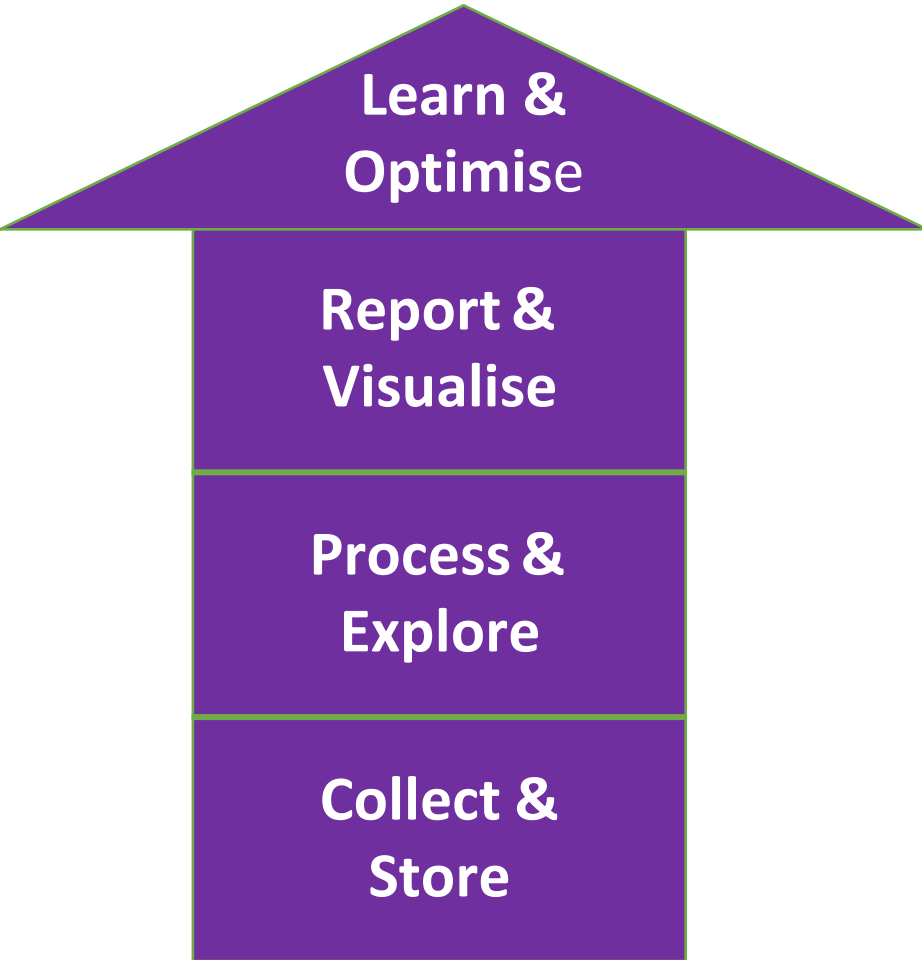 Learn &
Optimise
Report &
Visualise
Process &
Explore
Collect &
Store